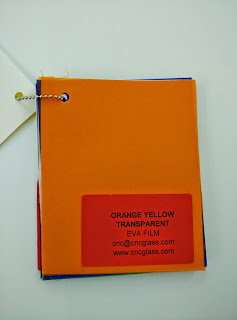 ORANGE YELLOW
TRANSPARENT
EVA FILM
cnc@cncglass.com
www.cncglass.com